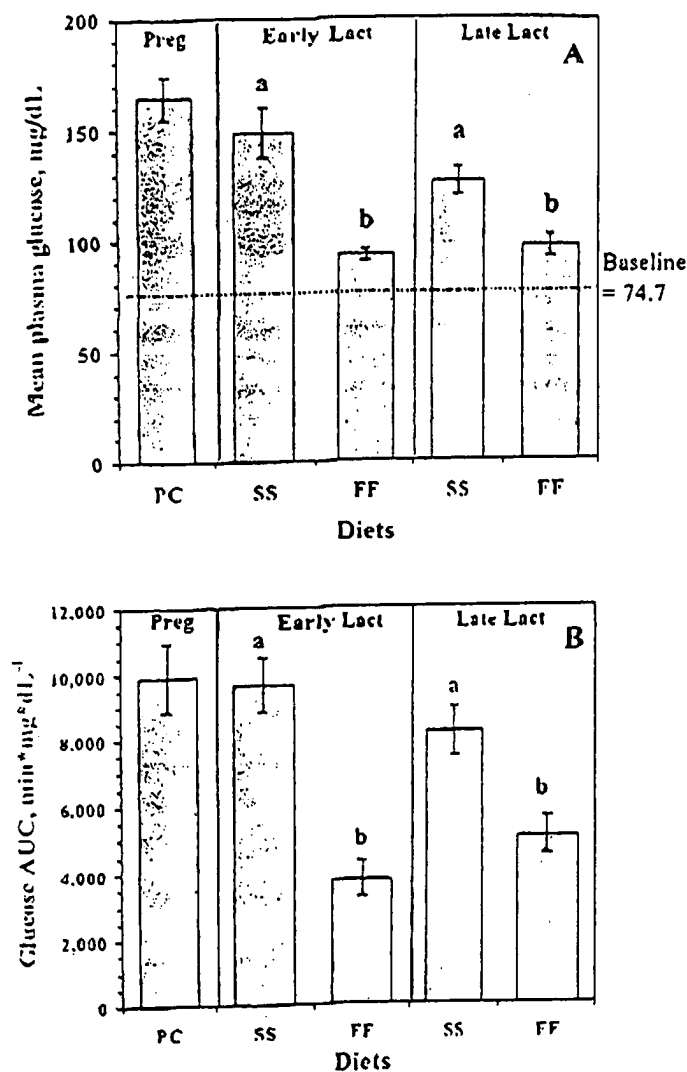 200
150
100
50
0
Mean plasma glucose, mg/dL
Preg
Early Lact
Late Lact
A
a
b
a
b
Baseline
= 74.7
PC
SS
FF
SS
FF
Diets
12,000
10,000
8,000
6,000
4,000
2,000
0
Glucose AUC, min*mg*dL-1
Preg
Early Lact
Late Lact
B
a
b
a
b
PC
SS
FF
SS
FF
Diets